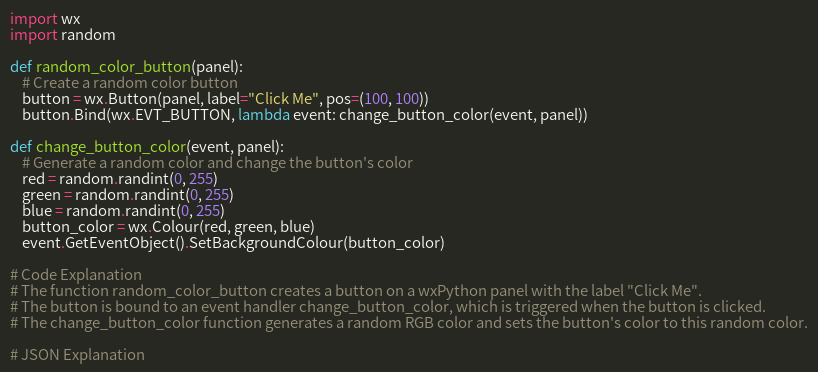 import wx
import random

def random_color_button(panel):
    # Create a random color button
    button = wx.Button(panel, label="Click Me", pos=(100, 100))
    button.Bind(wx.EVT_BUTTON, lambda event: change_button_color(event, panel))

def change_button_color(event, panel):
    # Generate a random color and change the button's color
    red = random.randint(0, 255)
    green = random.randint(0, 255)
    blue = random.randint(0, 255)
    button_color = wx.Colour(red, green, blue)
    event.GetEventObject().SetBackgroundColour(button_color)

# Code Explanation
# The function random_color_button creates a button on a wxPython panel with the label "Click Me".
# The button is bound to an event handler change_button_color, which is triggered when the button is clicked.
# The change_button_color function generates a random RGB color and sets the button's color to this random color.

# JSON Explanation